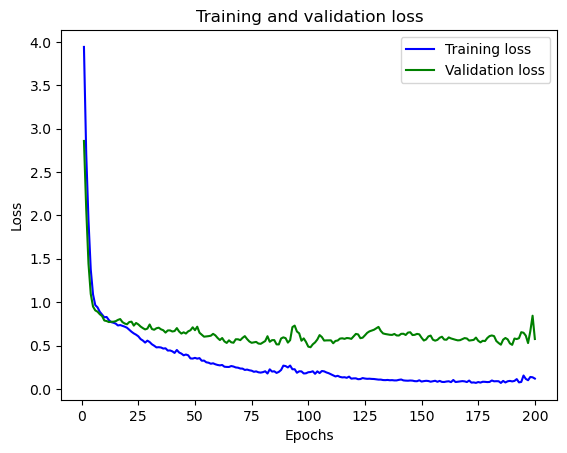 Training and validation loss
Training loss
Validation loss
4.0
3.5
3.0
2.5
2.0
1.5
1.0
0.5
0.0
Loss
0 25 50 75 100 125 150 175 200
Epochs